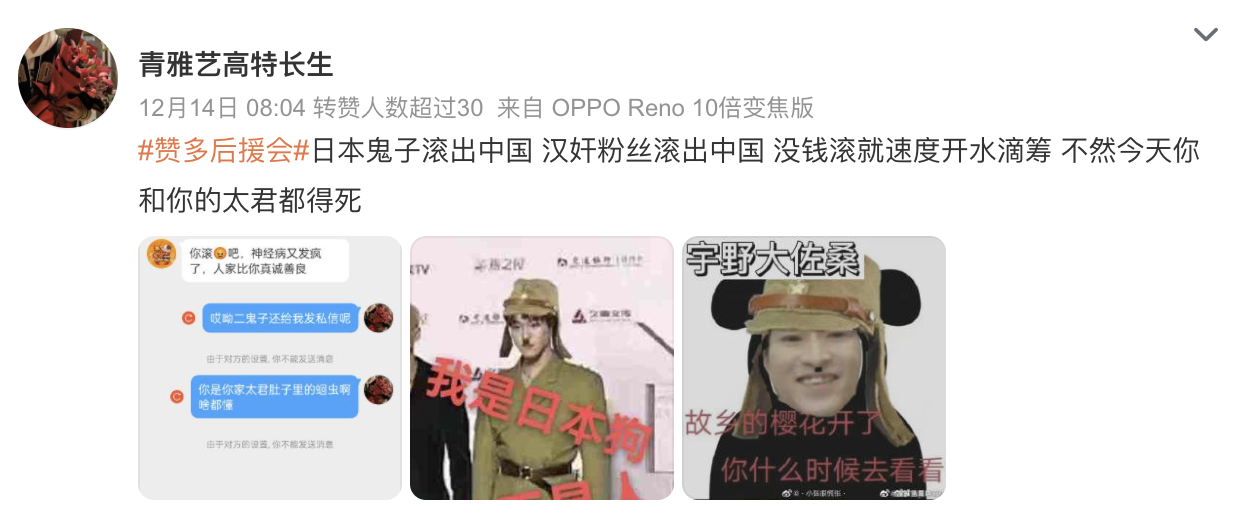 青雅艺高特长生
12月14日 08:04 转赞人数超过30 来自 OPPO Reno 10倍变焦版
#赞多后援会#日本鬼子滚出中国 汉奸粉丝滚出中国 没钱滚就速度开水滴筹 不然今天你
和你的太君都得死
你滚吧,神经病又发疯
了,人家比你真诚善良
哎呦二鬼子还给我发私信呢
由于对方的设置, 你不能发送消息
你是你家太君肚子里的蛔虫啊
啥都懂
由于对方的设置, 你不能发送消息
我是日本狗
宇野大佐桑
故乡的樱花开了
你什么时候去看看